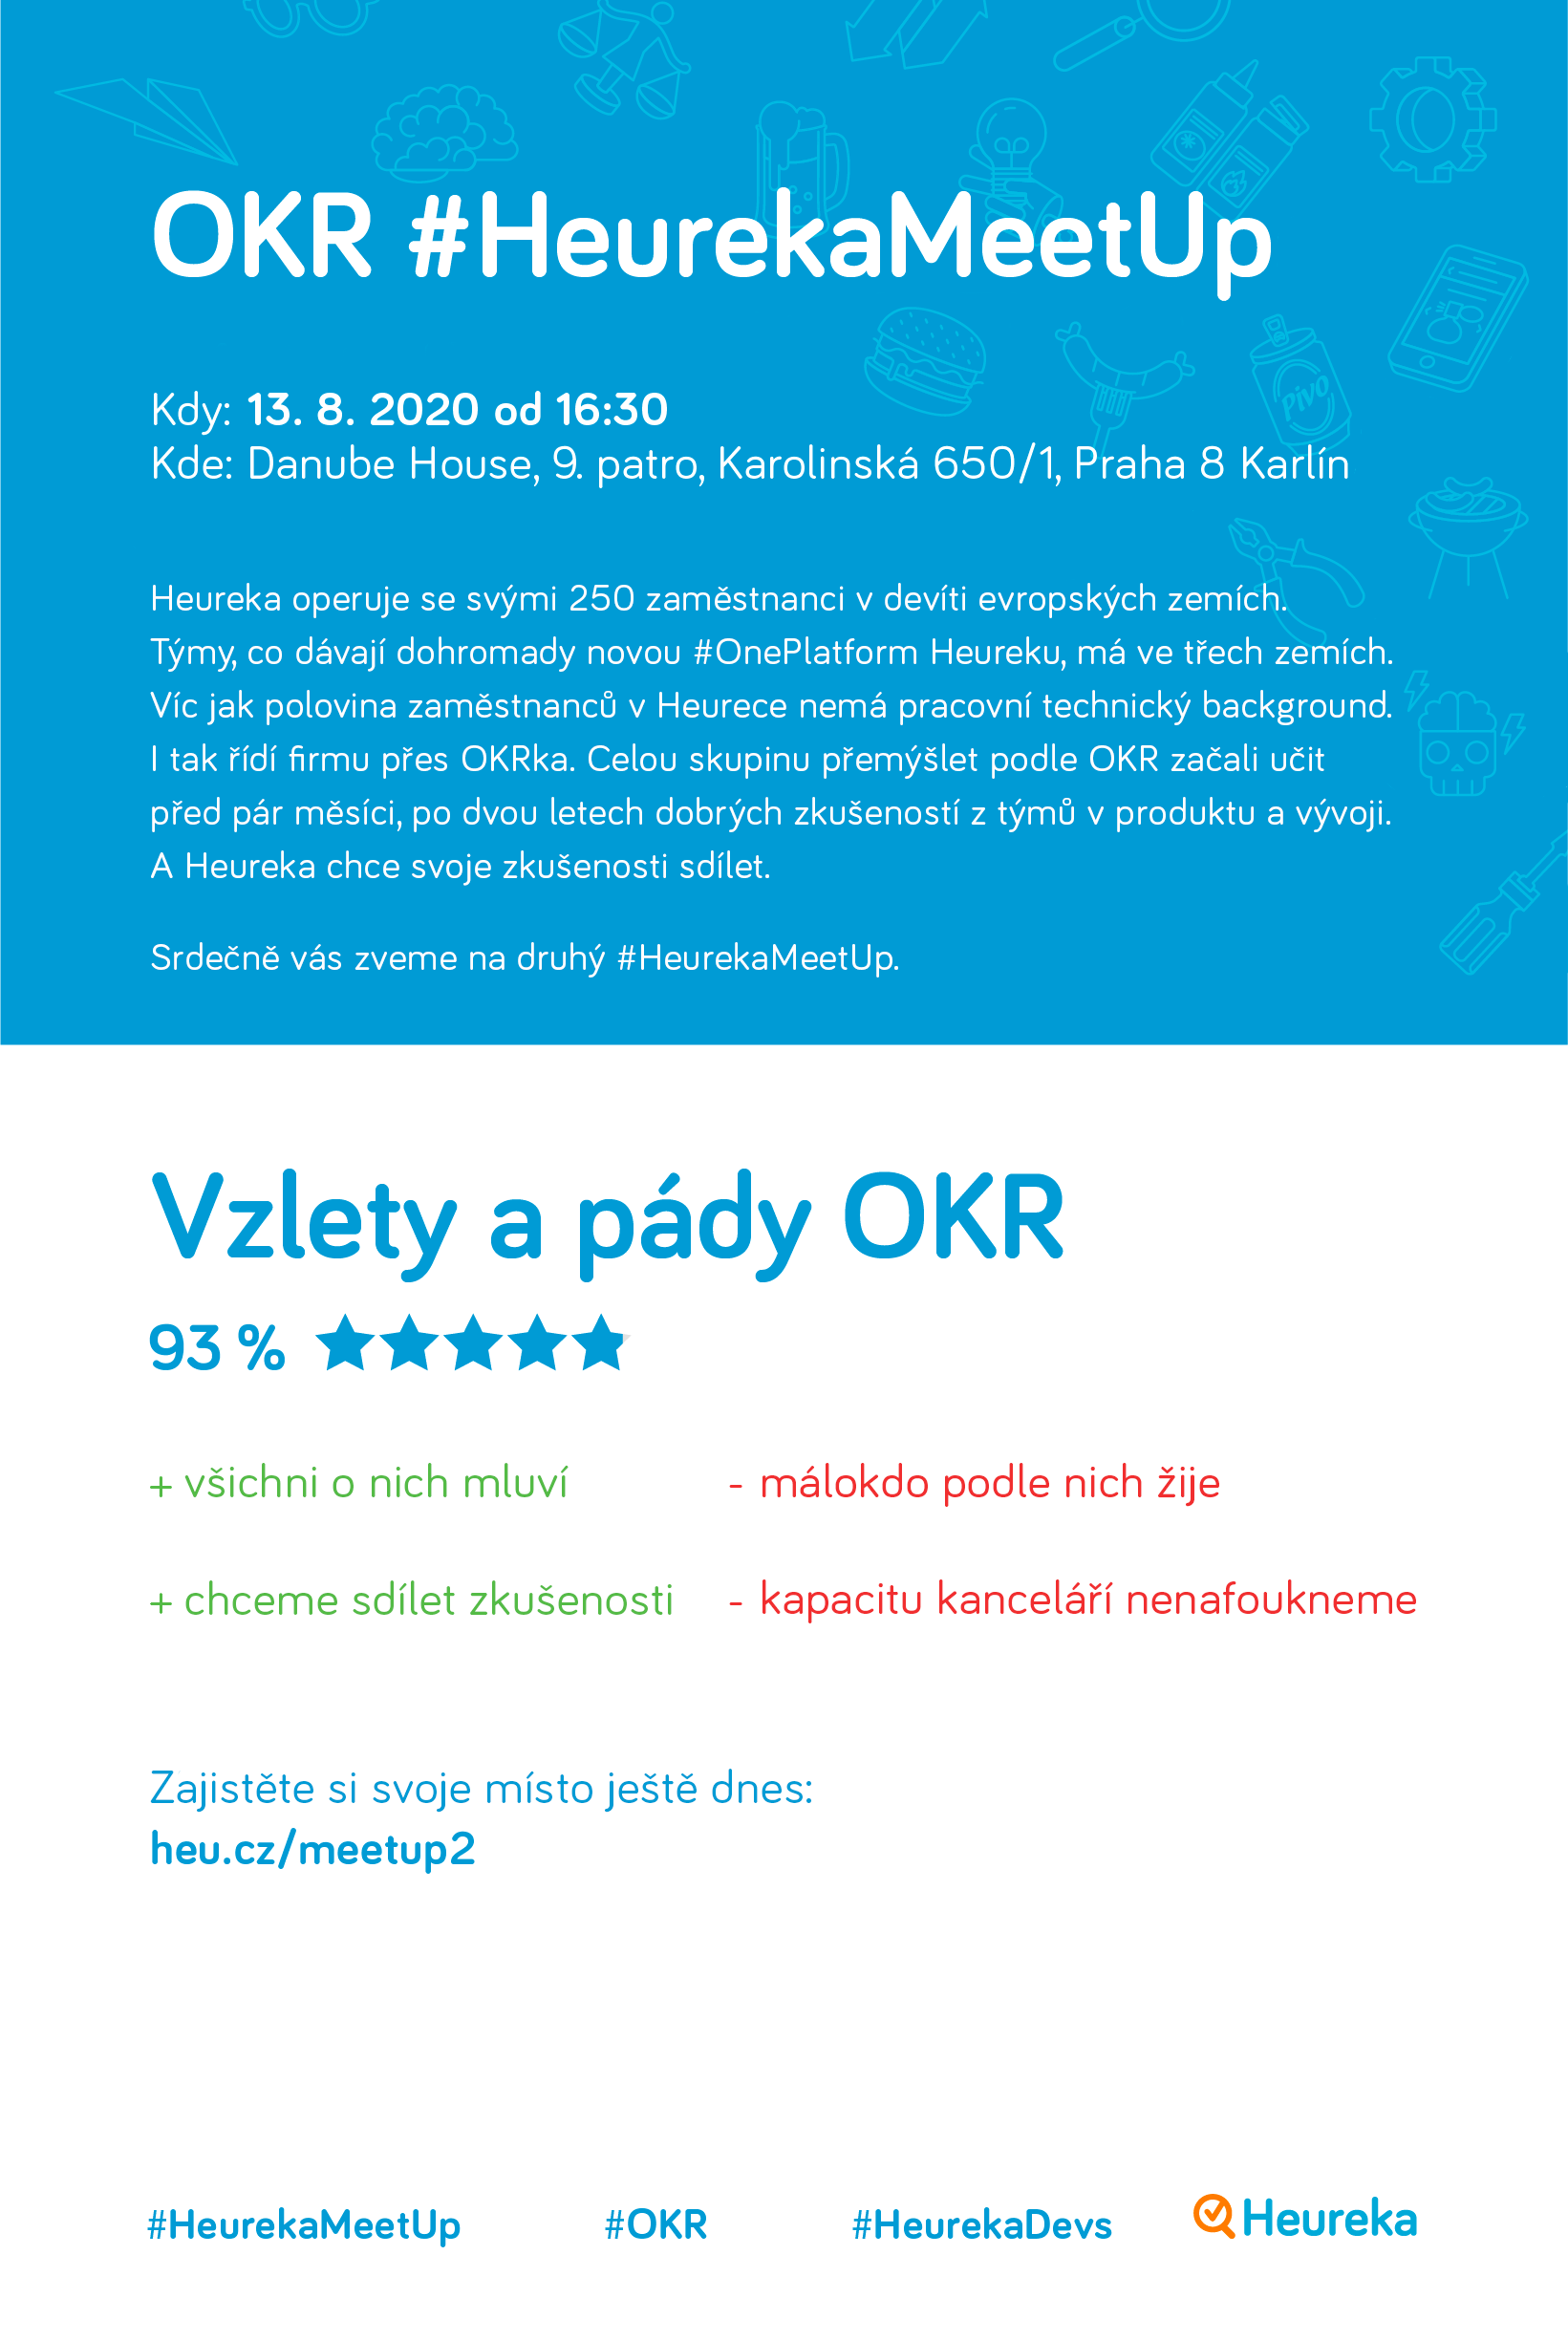 OKR #HeurekaMeetUp
Pivo
Kdy: 13. 8. 2020 od 16:30
Kde: Danube House, 9. patro, Karolinská 650/1, Praha 8 Karlín
Heureka operuje se svými 250 zaměstnanci v devíti evropských zemích.
Týmy, co dávají dohromady novou #OnePlatform Heureku, má ve třech zemích.
Víc jak polovina zaměstnanců v Heurece nemá pracovní technický background.
I tak řídí firmu přes OKRka. Celou skupinu přemýšlet podle OKR začali učit
před pár měsíci, po dvou letech dobrých zkušeností z týmů v produktu a vývoji.
A Heureka chce svoje zkušenosti sdílet.
Srdečně vás zveme na druhý #HeurekaMeetUp.
Vzlety a pády OKR
93 %
+ všichni o nich mluví
- málokdo podle nich žije
+ chceme sdílet zkušenosti
- kapacitu kanceláří nenafoukneme
Zajistěte si svoje místo ještě dnes:
heu.cz/meetup2
#HeurekaMeetUp #OKR #HeurekaDevs Heureka